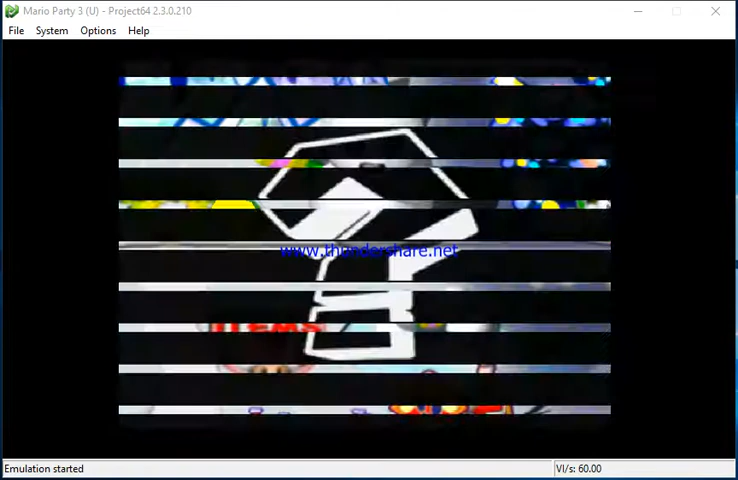 Mario Party 3 (U) - Project64 2.3.0.210
File System Options Help
www.thundershare.net
ITEMS
Emulation started
VI/s: 60.00